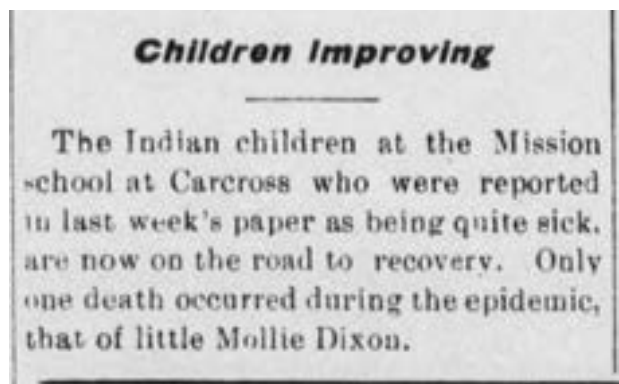 Children Improving
The Indian children at the Mission
school at Carcross who were reported
in last week's paper as being quite sick,
are now on the road to recovery. Only
one death occurred during the epidemic,
that of little Mollie Dixon.